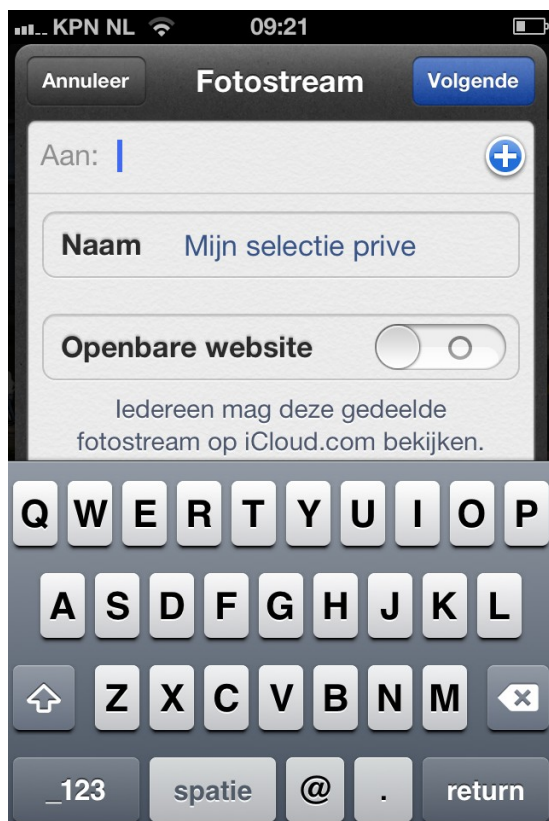 KPN NL 09:21
Annuleer Fotostream Volgende
Aan:
Naam Mijn selectie prive
Openbare website
Iedereen mag deze gedeelde
fotostream op iCloud.com bekijken.
Q W E R T Y U I O P
A S D F G H J K L
Z X C V B N M
_123 spatie @ . return